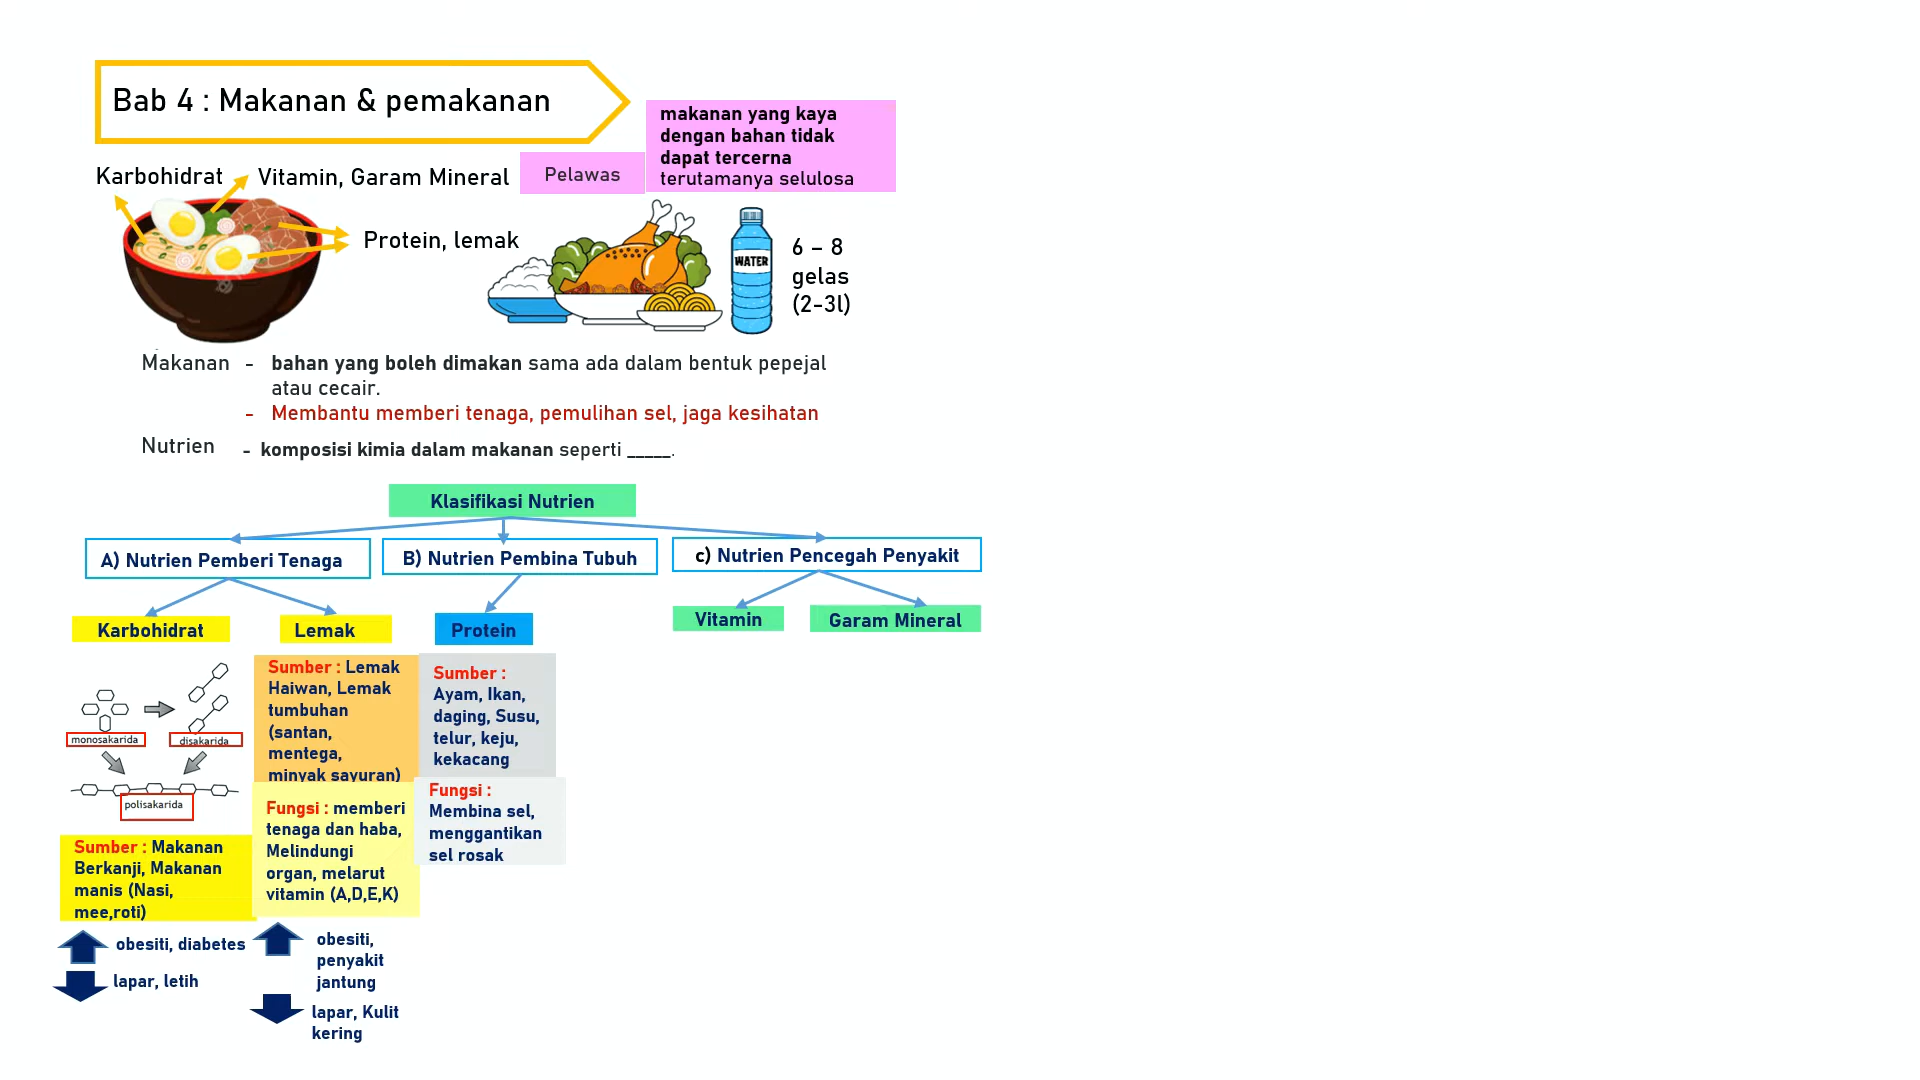 Bab 4 : Makanan & pemakanan
makanan yang kaya
dengan bahan tidak
dapat tercerna
terutamanya selulosa
Karbohidrat
Vitamin, Garam Mineral
Pelawas
Protein, lemak
WATER
6 – 8
gelas
(2-3l)
Makanan
- bahan yang boleh dimakan sama ada dalam bentuk pepejal
atau cecair.
- Membantu memberi tenaga, pemulihan sel, jaga kesihatan
Nutrien
- komposisi kimia dalam makanan seperti _____.
Klasifikasi Nutrien
A) Nutrien Pemberi Tenaga
B) Nutrien Pembina Tubuh
c) Nutrien Pencegah Penyakit
Karbohidrat
Lemak
Protein
Vitamin
Garam Mineral
monosakarida
disakarida
polisakarida
Sumber : Makanan
Berkanji, Makanan
manis (Nasi,
mee,roti)
obesiti, diabetes
lapar, letih
Sumber : Lemak
Haiwan, Lemak
tumbuhan
(santan,
mentega,
minyak sayuran)
Fungsi : memberi
tenaga dan haba,
Melindungi
organ, melarut
vitamin (A,D,E,K)
obesiti,
penyakit
jantung
lapar, Kulit
kering
Sumber :
Ayam, Ikan,
daging, Susu,
telur, keju,
kekacang
Fungsi :
Membina sel,
menggantikan
sel rosak